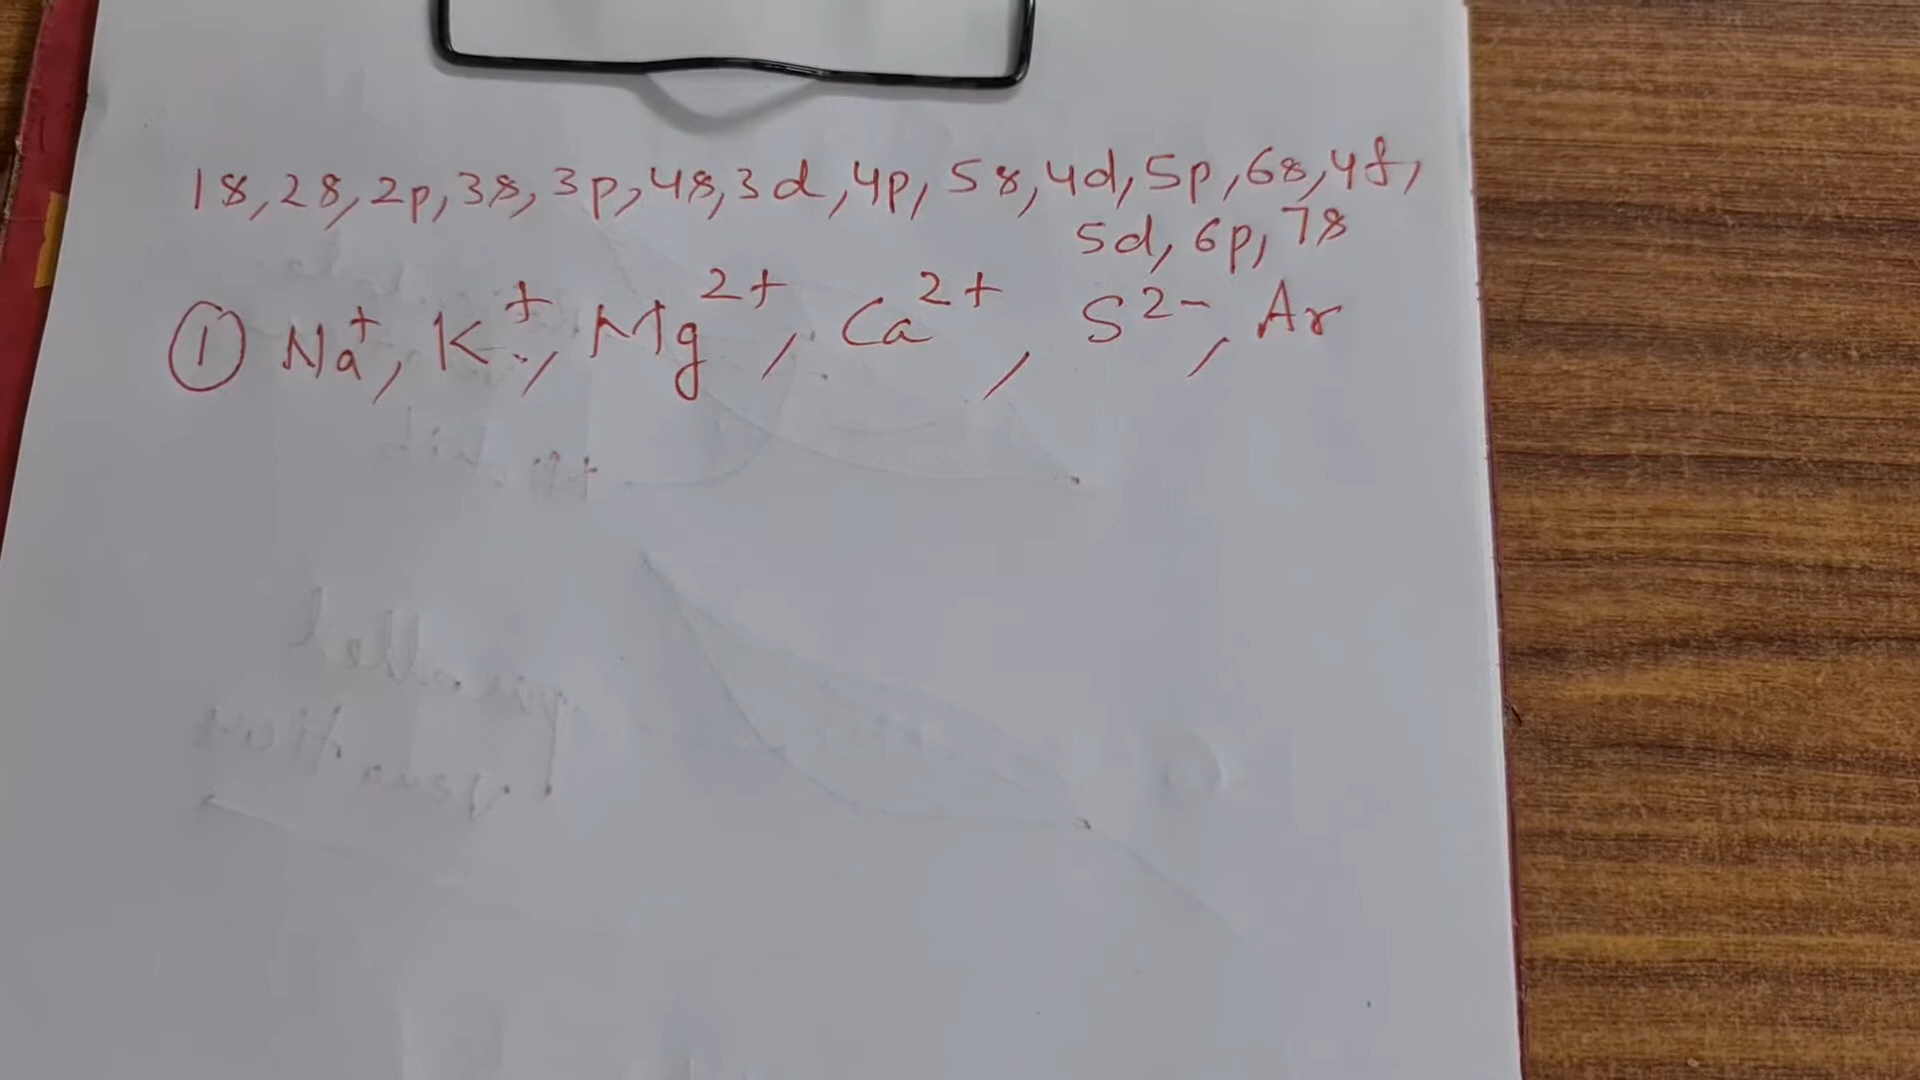 1s, 2s, 2p, 3s, 3p, 4s, 3d, 4p, 5s, 4d, 5p, 6s, 4f,
5d, 6p, 7s
① Na⁺, K⁺, Mg²⁺, Ca²⁺, S²⁻, Ar